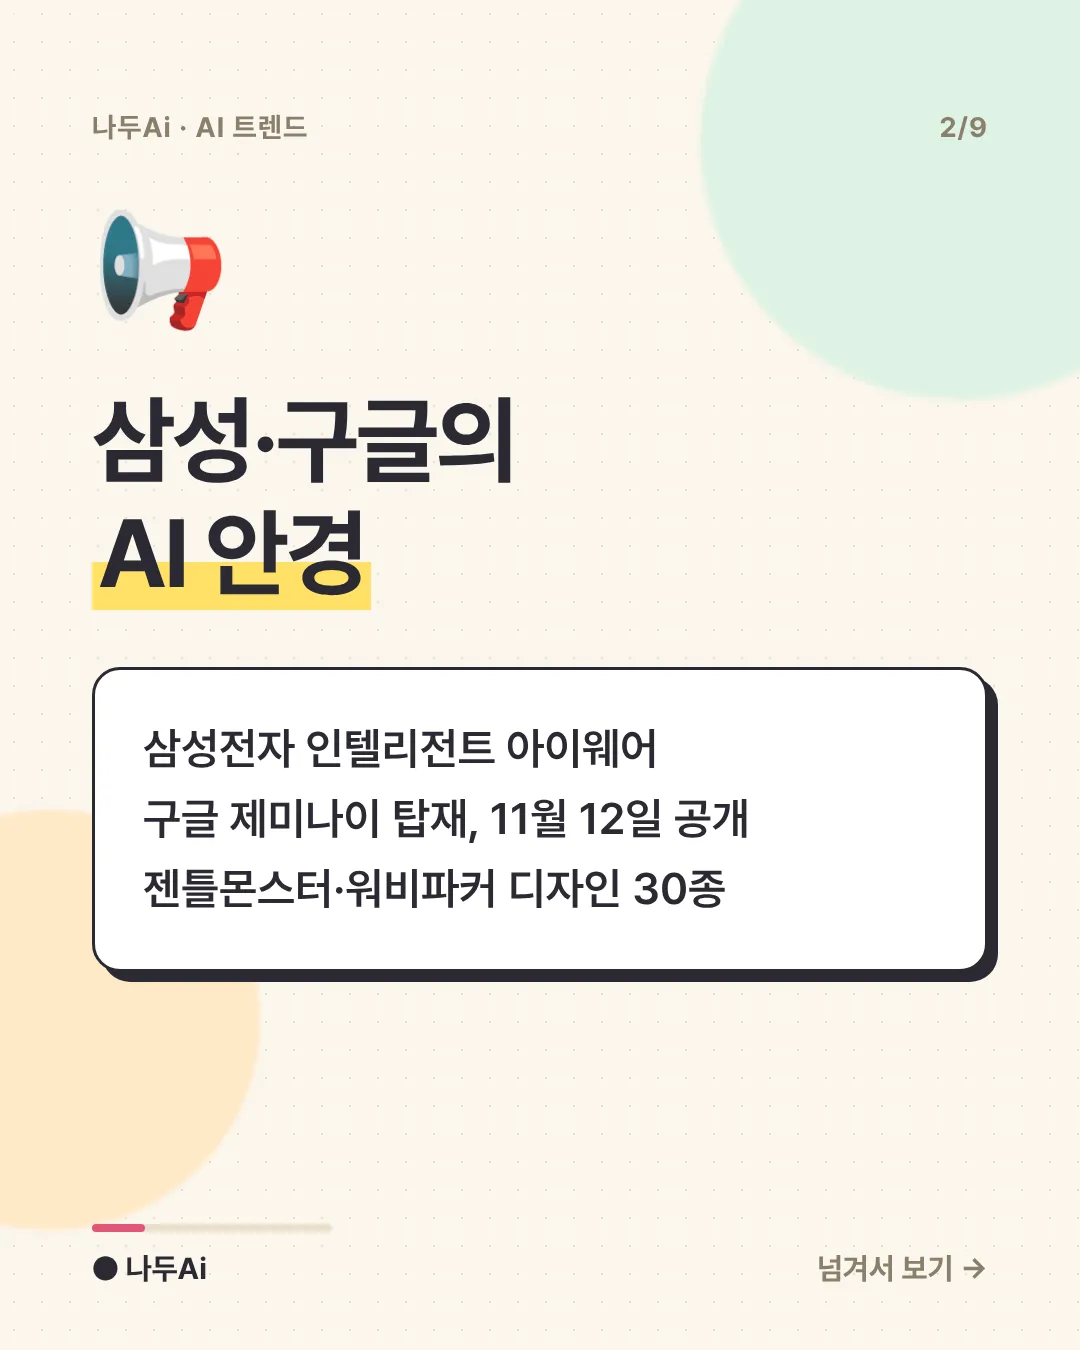 나두Ai · AI 트렌드
2/9
삼성·구글의
AI 안경
삼성전자 인텔리전트 아이웨어
구글 제미나이 탑재, 11월 12일 공개
젠틀몬스터·워비파커 디자인 30종
나두Ai
넘겨서 보기 →